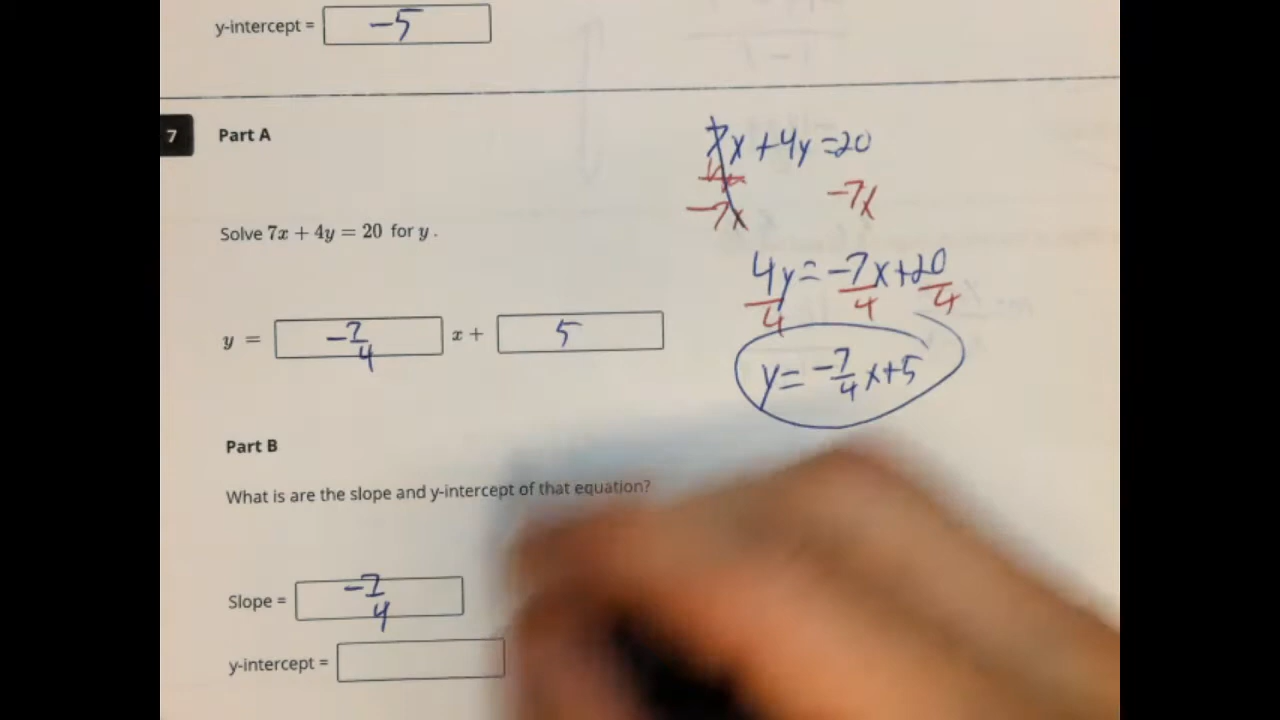 y-intercept = -5
7 Part A
7x + 4y = 20
-7x -7x
Solve 7x + 4y = 20 for y .
4y = -7x + 20
4 4 4
y = -7/4 x + 5
y = -7/4 x + 5
Part B
What is are the slope and y-intercept of that equation?
Slope = -7/4
y-intercept =